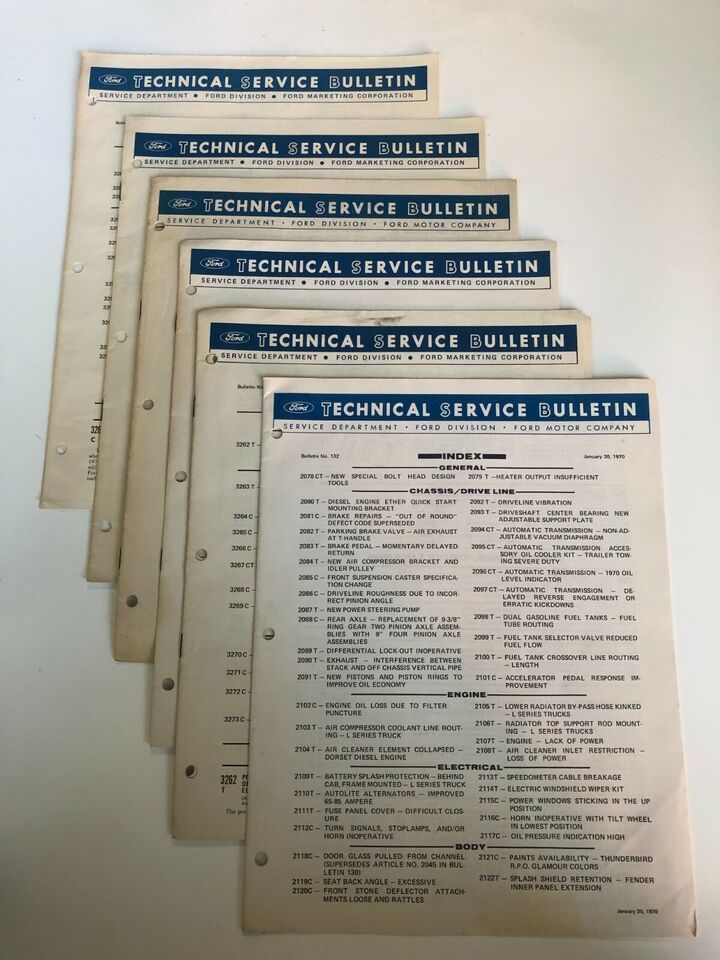 Ford TECHNICAL SERVICE BULLETIN
SERVICE DEPARTMENT • FORD DIVISION • FORD MARKETING CORPORATION
Ford TECHNICAL SERVICE BULLETIN
SERVICE DEPARTMENT • FORD DIVISION • FORD MARKETING CORPORATION
Ford TECHNICAL SERVICE BULLETIN
SERVICE DEPARTMENT • FORD DIVISION • FORD MOTOR COMPANY
Ford TECHNICAL SERVICE BULLETIN
SERVICE DEPARTMENT • FORD DIVISION • FORD MARKETING CORPORATION
Ford TECHNICAL SERVICE BULLETIN
SERVICE DEPARTMENT • FORD DIVISION • FORD MARKETING CORPORATION
Bulletin No.
3262 T –
3263 T –
3264 C –
3265 C –
3266 C –
3267 CT
3268 C –
3269 C –
3270 C –
3271 C –
3272 C –
3273 C –
3262
T
The pre
Ford TECHNICAL SERVICE BULLETIN
SERVICE DEPARTMENT • FORD DIVISION • FORD MOTOR COMPANY
Bulletin No. 132 INDEX January 30, 1970
GENERAL
2078 CT – NEW SPECIAL BOLT HEAD DESIGN
TOOLS
2079 T –HEATER OUTPUT INSUFFICIENT
CHASSIS/DRIVE LINE
2080 T – DIESEL ENGINE ETHER QUICK START
MOUNTING BRACKET
2081 C – BRAKE REPAIRS – "OUT OF ROUND"
DEFECT CODE SUPERSEDED
2082 T – PARKING BRAKE VALVE – AIR EXHAUST
AT T-HANDLE
2083 T – BRAKE PEDAL – MOMENTARY DELAYED
RETURN
2084 T – NEW AIR COMPRESSOR BRACKET AND
IDLER PULLEY
2085 C – FRONT SUSPENSION CASTER SPECIFICA-
TION CHANGE
2086 C – DRIVELINE ROUGHNESS DUE TO INCOR-
RECT PINION ANGLE
2087 T – NEW POWER STEERING PUMP
2088 C – REAR AXLE – REPLACEMENT OF 9-3/8"
RING GEAR TWO PINION AXLE ASSEM-
BLIES WITH 9" FOUR PINION AXLE
ASSEMBLIES
2089 T – DIFFERENTIAL LOCK-OUT INOPERATIVE
2090 T – EXHAUST – INTERFERENCE BETWEEN
STACK AND OFF CHASSIS VERTICAL PIPE
2091 T – NEW PISTONS AND PISTON RINGS TO
IMPROVE OIL ECONOMY
2092 T – DRIVELINE VIBRATION
2093 T – DRIVESHAFT CENTER BEARING NEW
ADJUSTABLE SUPPORT PLATE
2094 CT – AUTOMATIC TRANSMISSION – NON-AD-
JUSTABLE VACUUM DIAPHRAGM
2095 CT – AUTOMATIC TRANSMISSION ACCES-
SORY OIL COOLER KIT – TRAILER TOW-
ING SEVERE DUTY
2096 CT – AUTOMATIC TRANSMISSION – 1970 OIL
LEVEL INDICATOR
2097 CT – AUTOMATIC TRANSMISSION – DE-
LAYED REVERSE ENGAGEMENT OR
ERRATIC KICKDOWNS
2098 T – DUAL GASOLINE FUEL TANKS – FUEL
TUBE ROUTING
2099 T – FUEL TANK SELECTOR VALVE REDUCED
FUEL FLOW
2100 T – FUEL TANK CROSSOVER LINE ROUTING
– LENGTH
2101 C – ACCELERATOR PEDAL RESPONSE IM-
PROVEMENT
ENGINE
2102 C – ENGINE OIL LOSS DUE TO FILTER
PUNCTURE
2103 T – AIR COMPRESSOR COOLANT LINE ROUT-
ING – L SERIES TRUCK
2104 T – AIR CLEANER ELEMENT COLLAPSED –
DORSET DIESEL ENGINE
2105 T – LOWER RADIATOR BY-PASS HOSE KINKED
– L SERIES TRUCKS
2106T – RADIATOR TOP SUPPORT ROD MOUNT-
ING – L SERIES TRUCKS
2107T – ENGINE – LACK OF POWER
2108T – AIR CLEANER INLET RESTRICTION –
LOSS OF POWER
ELECTRICAL
2109T – BATTERY SPLASH PROTECTION – BEHIND
CAB, FRAME MOUNTED – L SERIES TRUCK
2110T – AUTOLITE ALTERNATORS – IMPROVED
65-85 AMPERE
2111T – FUSE PANEL COVER – DIFFICULT CLOS-
URE
2112C – TURN SIGNALS, STOPLAMPS, AND/OR
HORN INOPERATIVE
2113T – SPEEDOMETER CABLE BREAKAGE
2114T – ELECTRIC WINDSHIELD WIPER KIT
2115C – POWER WINDOWS STICKING IN THE UP
POSITION
2116C – HORN INOPERATIVE WITH TILT WHEEL
IN LOWEST POSITION
2117C – OIL PRESSURE INDICATION HIGH
BODY
2118C – DOOR GLASS PULLED FROM CHANNEL
(SUPERSEDES ARTICLE NO. 2045 IN BUL-
LETIN 130)
2119C – SEAT BACK ANGLE – EXCESSIVE
2120C – FRONT STONE DEFLECTOR ATTACH-
MENTS LOOSE AND RATTLES
2121C – PAINTS AVAILABILITY – THUNDERBIRD
R.P.O. GLAMOUR COLORS
2122T – SPLASH SHIELD RETENTION – FENDER
INNER PANEL EXTENSION
January 30, 1970